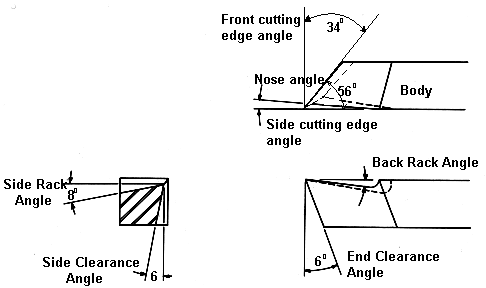 Front cutting
edge angle
34°
Nose angle
56°
Body
Side cutting edge
angle
Back Rack Angle
Side Rack
Angle
8°
Side Clearance
Angle
6
6°
End Clearance
Angle